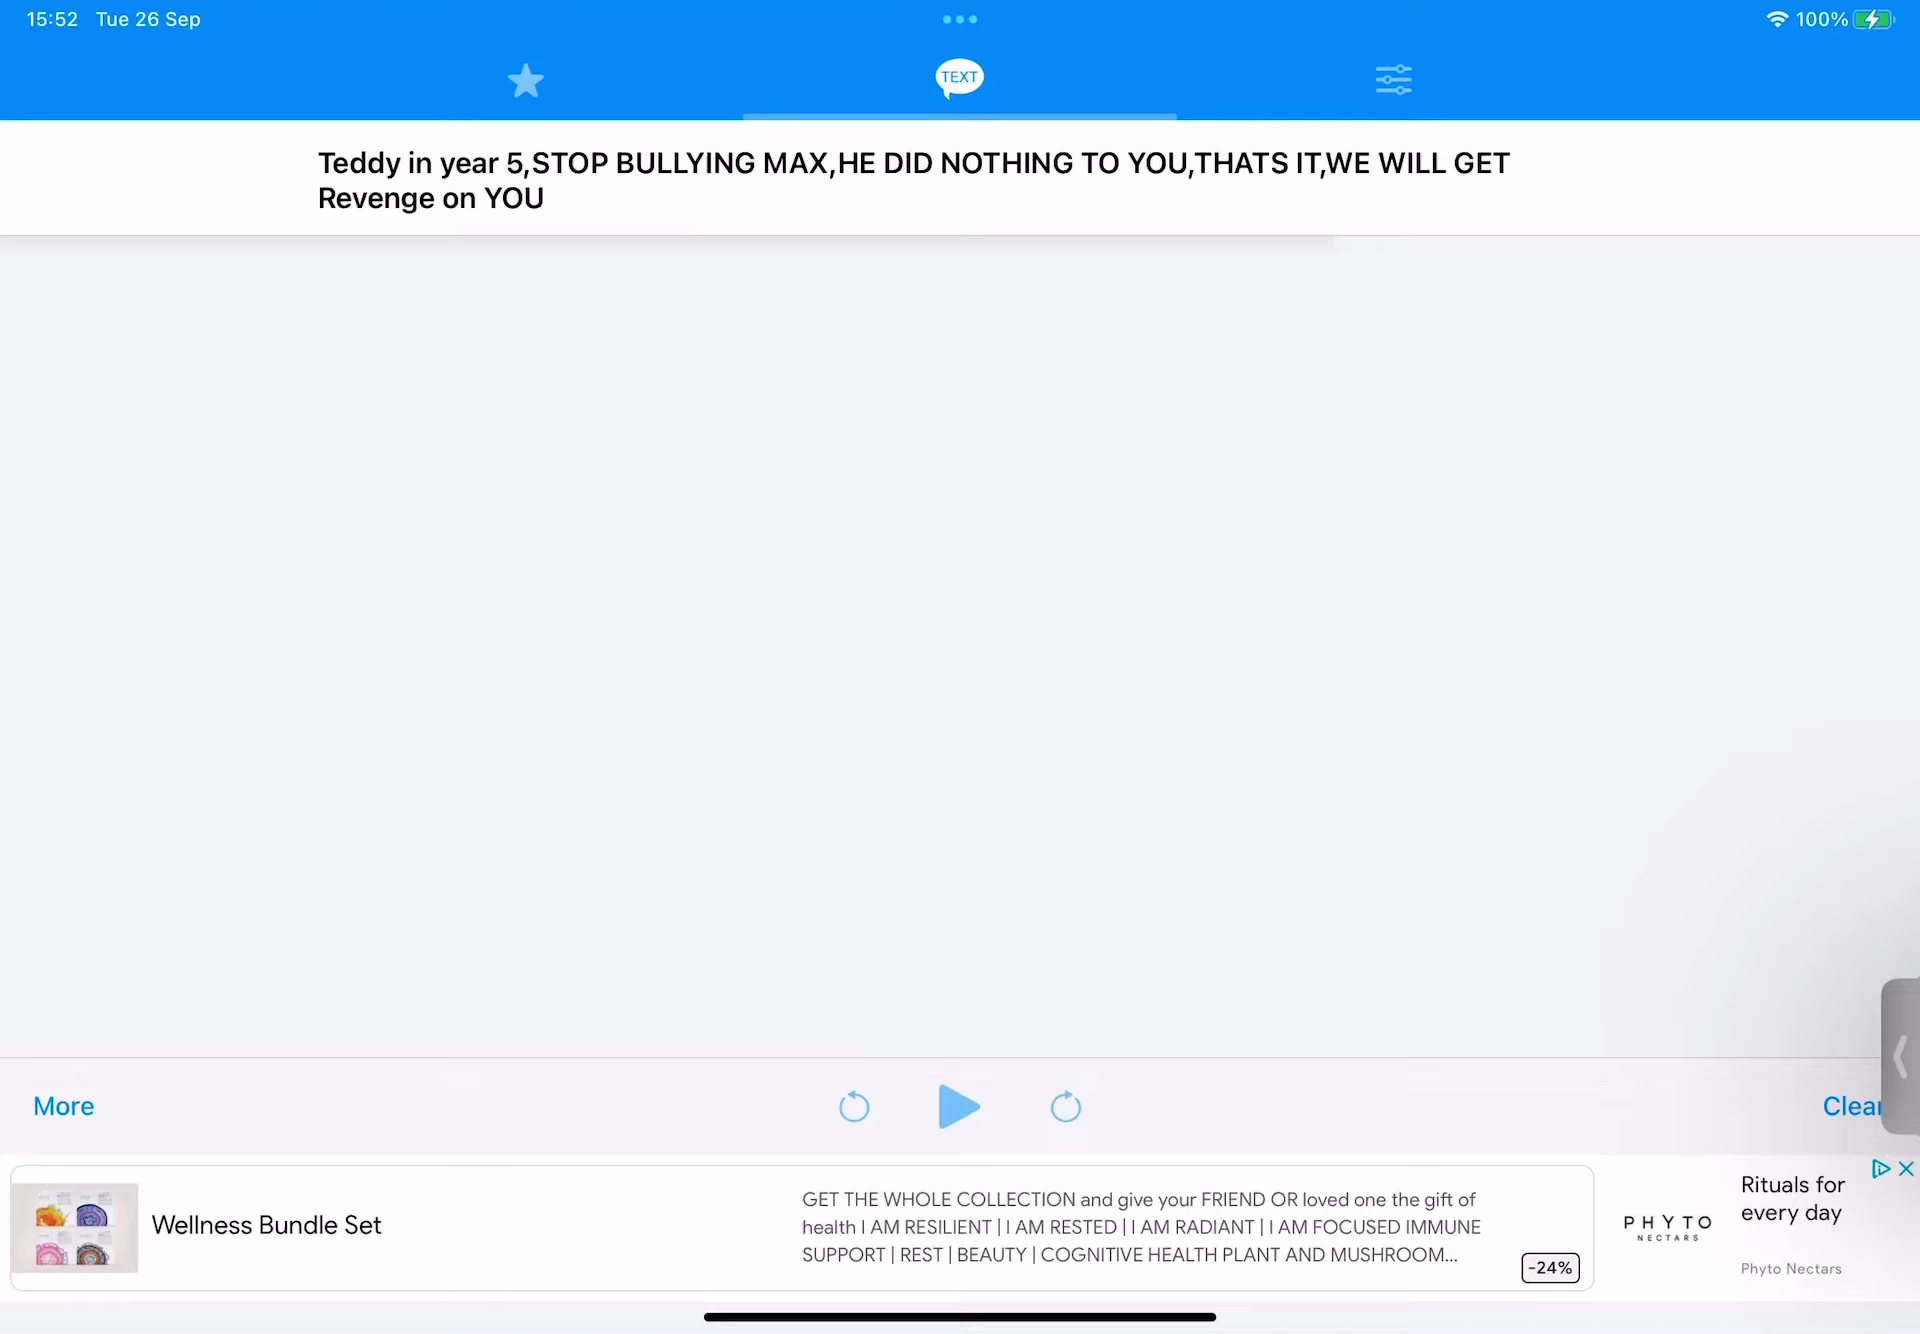 15:52 Tue 26 Sep
100%
TEXT
Teddy in year 5,STOP BULLYING MAX,HE DID NOTHING TO YOU,THATS IT,WE WILL GET
Revenge on YOU
More
Clear
Wellness Bundle Set
GET THE WHOLE COLLECTION and give your FRIEND OR loved one the gift of
health I AM RESILIENT | I AM RESTED | I AM RADIANT | I AM FOCUSED IMMUNE
SUPPORT | REST | BEAUTY | COGNITIVE HEALTH PLANT AND MUSHROOM...
-24%
PHYTO
NECTARS
Rituals for
every day
Phyto Nectars